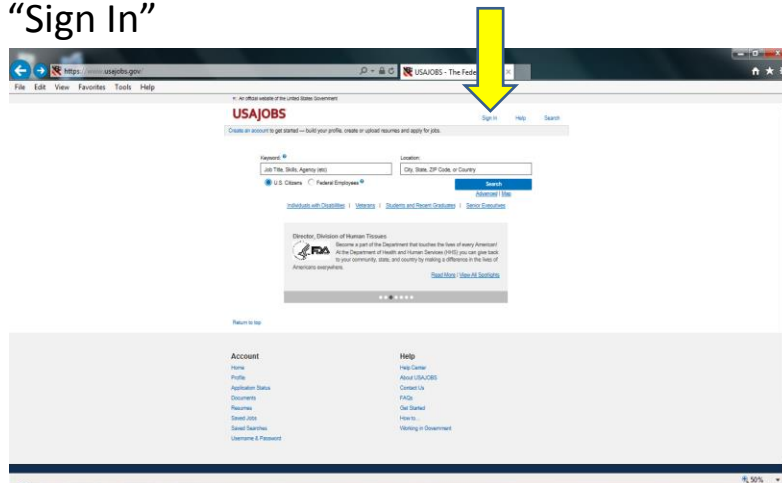 “Sign In”
https://www.usajobs.gov/
USAJOBS - The Fede
File Edit View Favorites Tools Help
An official website of the United States Government
USAJOBS
Sign In Help Search
Create an account to get started — build your profile, create or upload resumes and apply for jobs.
Keyword: Location:
Job Title, Skills, Agency (etc) City, State, ZIP Code, or Country
U.S. Citizens Federal Employees Search
Advanced | Map
Individuals with Disabilities | Veterans | Students and Recent Graduates | Senior Executives
Director, Division of Human Tissues
FDA
Become a part of the Department that touches the lives of every American!
At the Department of Health and Human Services (HHS) you can give back
to your community, state, and country by making a difference in the lives of
Americans everywhere.
Read More / View All Spotlights
Return to top
Account Help
Home Help Center
Profile About USAJOBS
Application Status Contact Us
Documents FAQs
Resumes Get Started
Saved Jobs How to...
Saved Searches Working in Government
Username & Password
50%